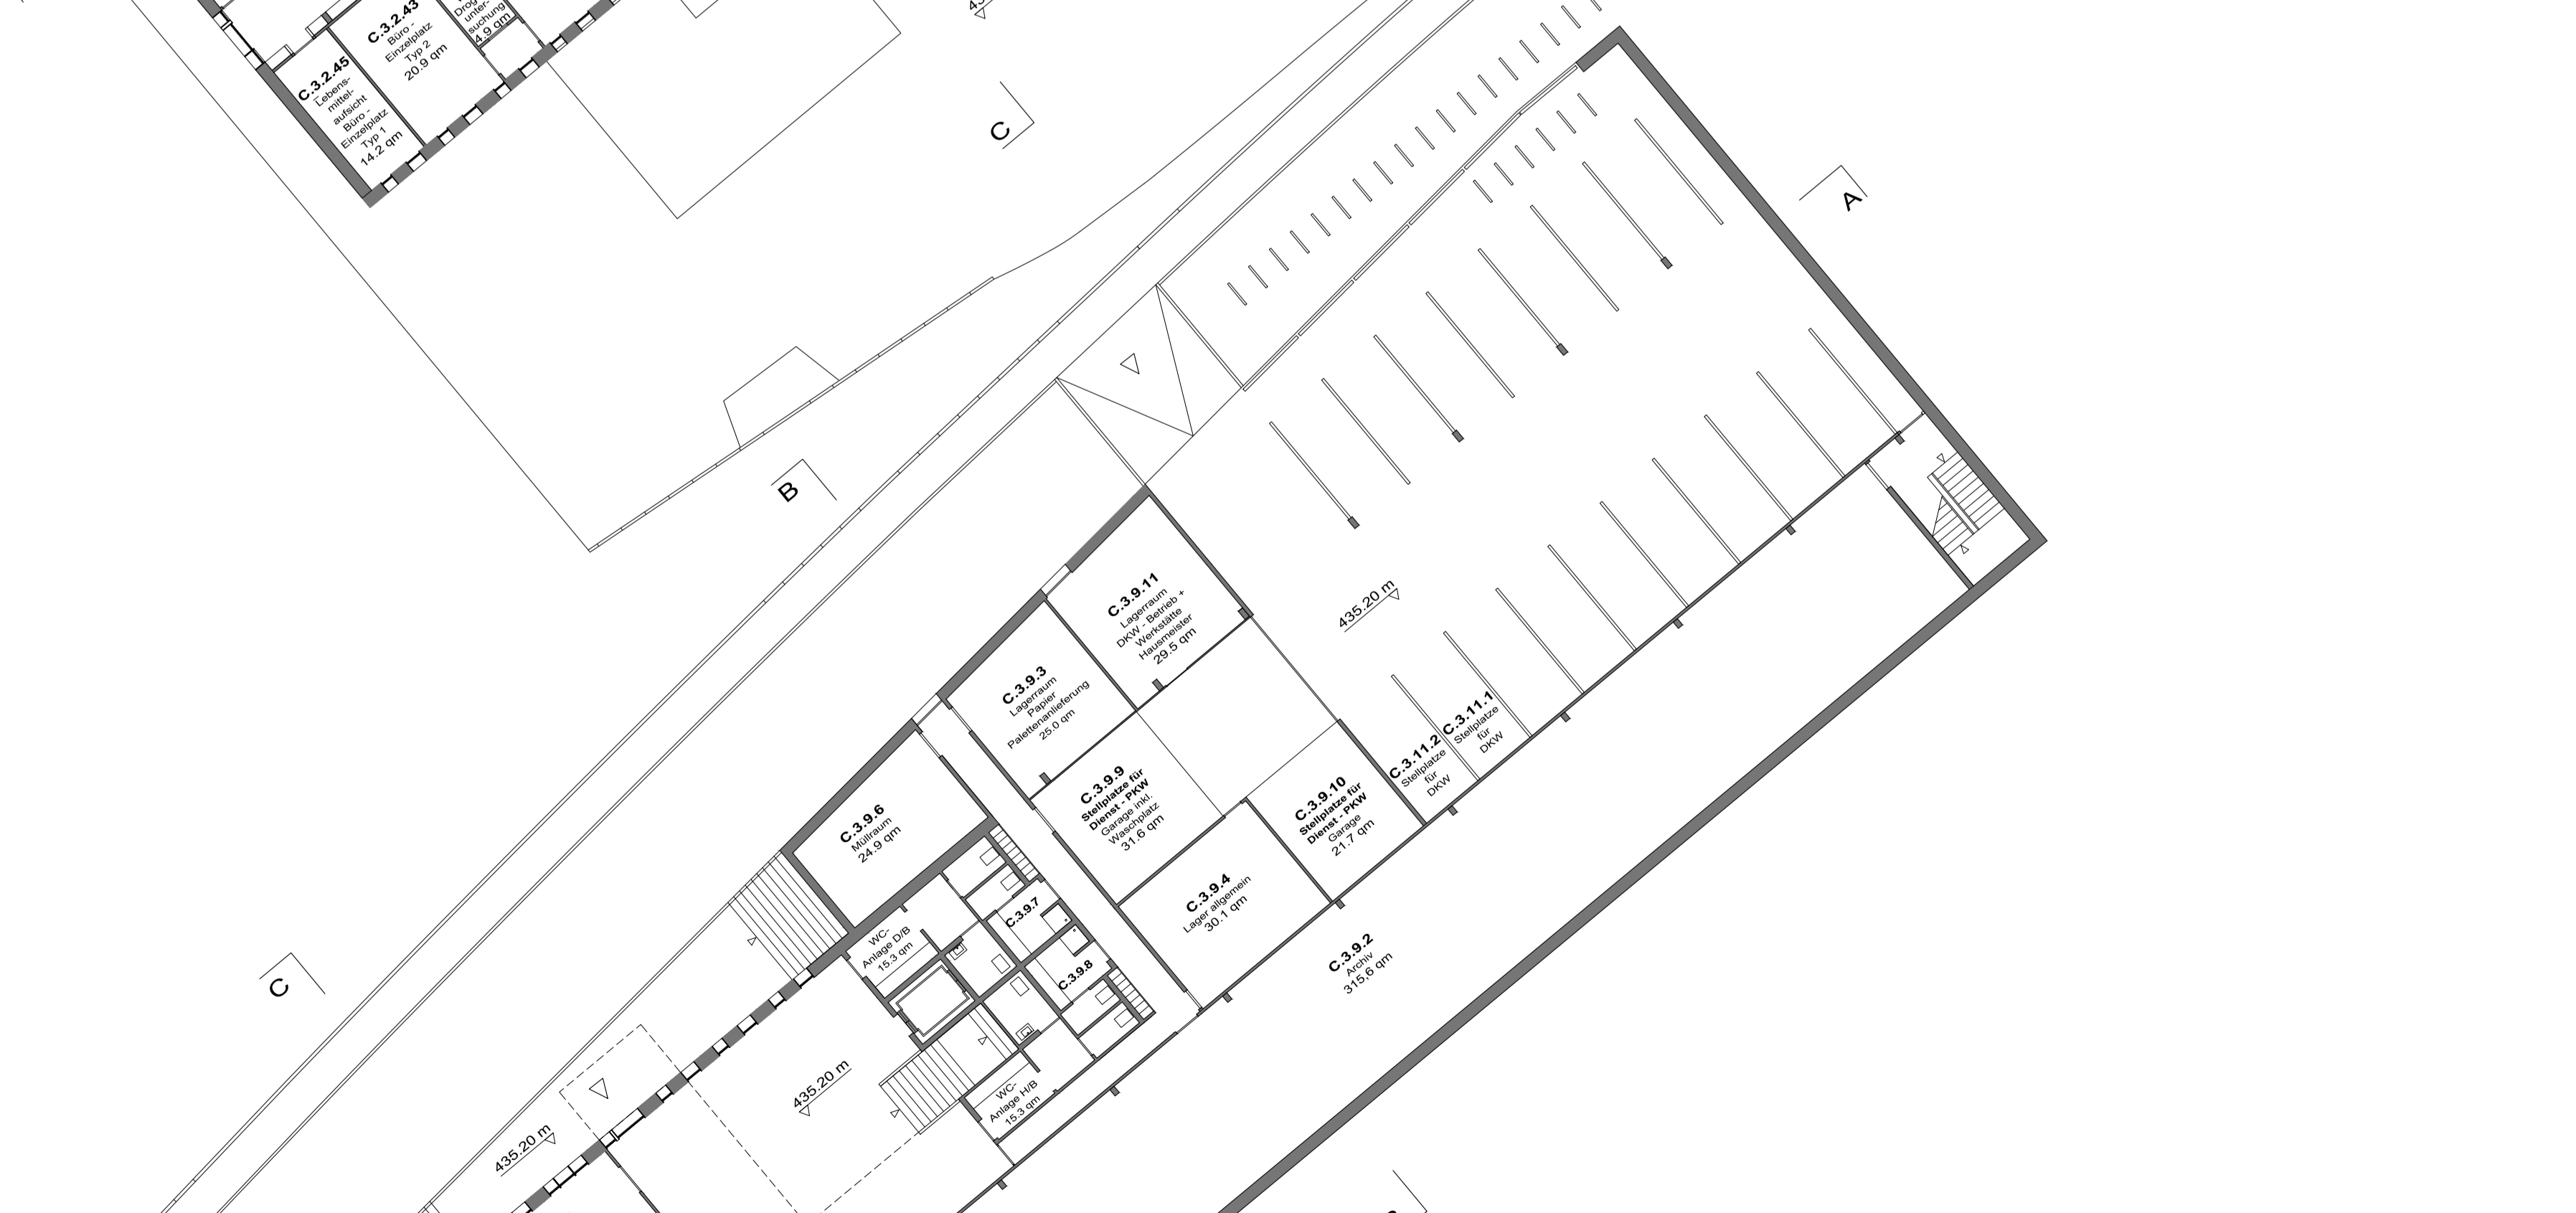 C.3.2.45
Lebens-
mittel-
aufsicht
Büro -
Einzelplatz
Typ 1
14.2 qm
C.3.2.43
Büro -
Einzelplatz
Typ 2
20.9 qm
unter-
suchung
4.9 qm
C
A
B
C
C.3.9.11
Lagerraum
DKW - Betrieb +
Werkstätte
Hausmeister
29.5 qm
435.20 m
C.3.9.3
Lagerraum
Papier
Palettenanlieferung
25.0 qm
C.3.9.9
Stellplätze für
Dienst - PKW
Garage inkl.
Waschplatz
31.6 qm
C.3.9.10
Stellplätze für
Dienst - PKW
Garage
21.7 qm
C.3.11.2
Stellplätze
für
DKW
C.3.11.1
Stellplätze
für
DKW
C.3.9.6
Müllraum
24.9 qm
C.3.9.4
Lager allgemein
30.1 qm
C.3.9.2
Archiv
315,6 qm
C.3.9.7
C.3.9.8
WC-
Anlage D/B
15.3 qm
WC-
Anlage H/B
15.3 qm
435.20 m
435.20 m